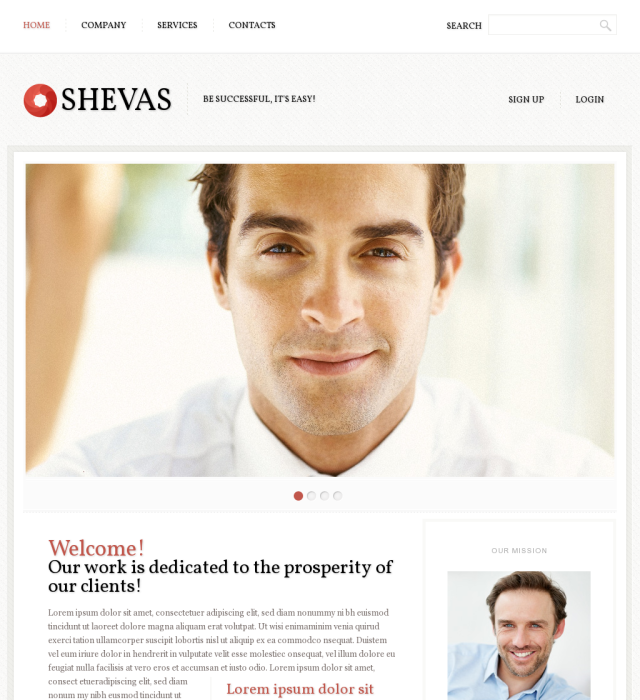 HOME COMPANY SERVICES CONTACTS SEARCH
SHEVAS BE SUCCESSFUL, IT'S EASY! SIGN UP LOGIN
Welcome!
Our work is dedicated to the prosperity of
our clients!
Lorem ipsum dolor sit amet, consectetuer adipiscing elit, sed diam nonummy ni bh euismod
tincidunt ut laoreet dolore magna aliquam erat volutpat. Ut wisi enimaminim venia quirud
exerci tation ullamcorper suscipit lobortis nisl ut aliquip ex ea commodco nsequat. Duistem
vel eum iriure dolor in hendrerit in vulputate velit esse molestiec onsequat, vel illum dolore eu
feugiat nulla facilisis at vero eros et accumsan et iusto odio. Lorem ipsum dolor sit amet,
consect etueradipiscing elit, sed diam
nonum my nibh euismod tincidunt ut
Lorem ipsum dolor sit
OUR MISSION